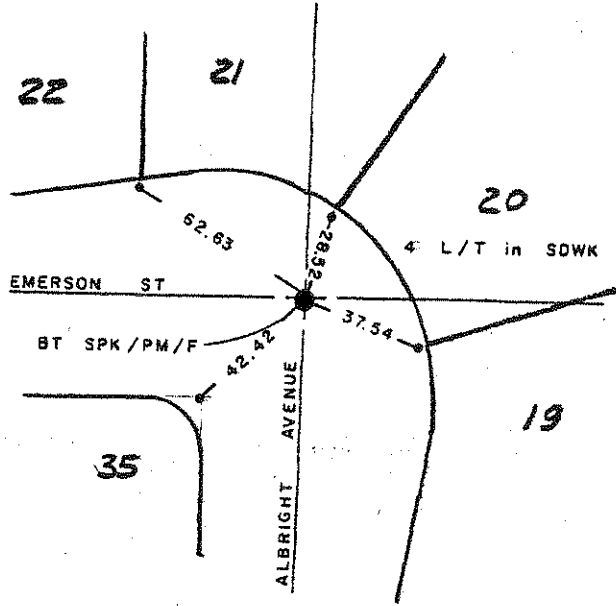 21
22
20
62.63
28.52
4 L/T in SDWK
EMERSON ST
37.54
BT SPK/PM/F
42.42
ALBRIGHT AVENUE
19
35